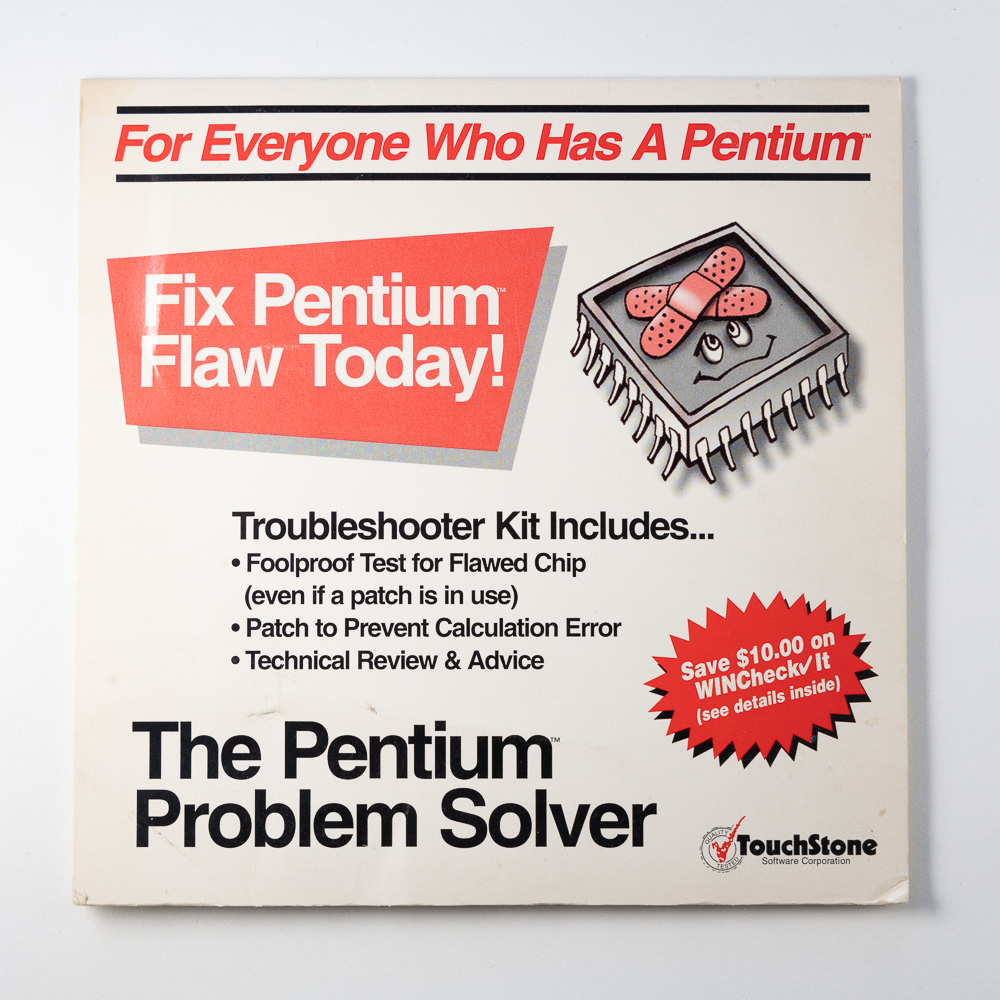 For Everyone Who Has A Pentium™
Fix Pentium™
Flaw Today!
Troubleshooter Kit Includes...
• Foolproof Test for Flawed Chip
(even if a patch is in use)
• Patch to Prevent Calculation Error
• Technical Review & Advice
Save $10.00 on
WINCheck✓It
(see details inside)
The Pentium™
Problem Solver
QUALITY
TESTED
TouchStone
Software Corporation